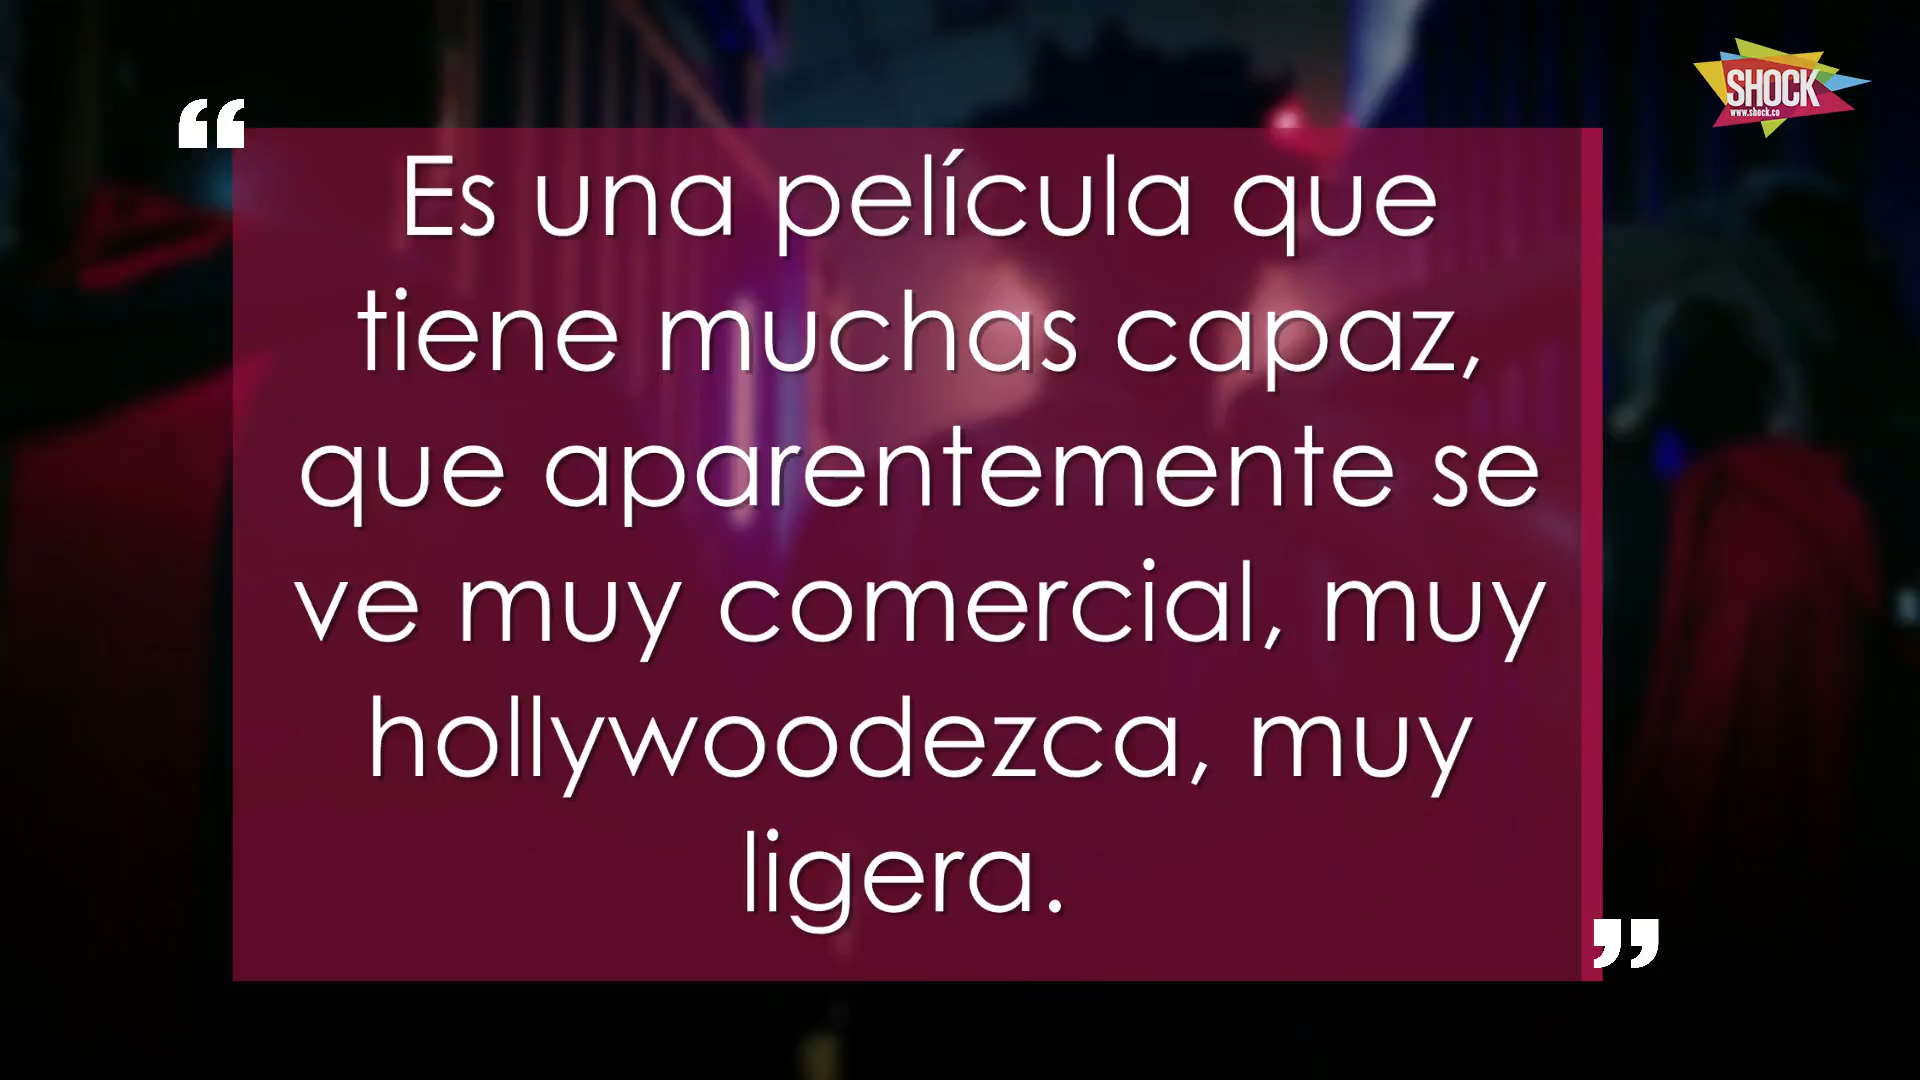 SHOCK
www.shock.co
“
Es una película que
tiene muchas capaz,
que aparentemente se
ve muy comercial, muy
hollywoodezca, muy
ligera.
”